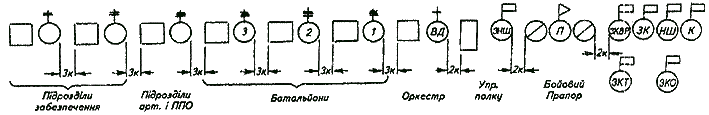 3 2 1 ВД ЗНШ П ЗКВР ЗК НШ К
3к 3к 3к 3к 3к 3к 3к 2к 2к 2к
ЗКТ ЗКО
Підрозділи забезпечення
Підрозділи арт. і ППО
Батальйони
Оркестр
Упр. полку
Бойовий Прапор